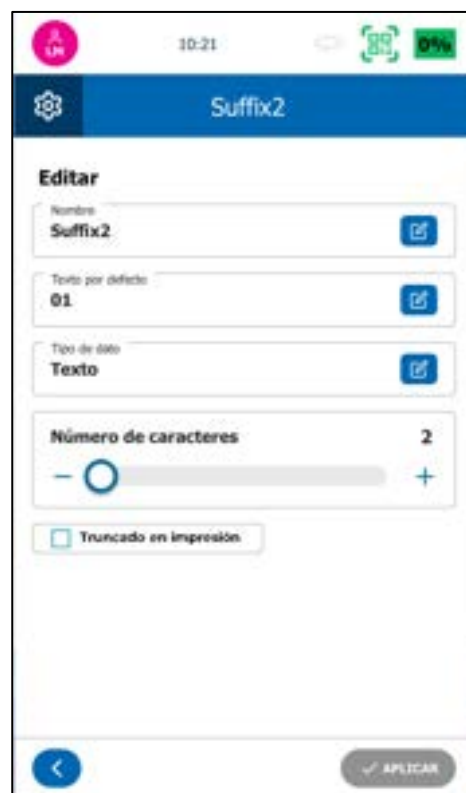 LM
10:21
0%
Suffix2
Editar
Nombre
Suffix2
Texto por defecto
01
Tipo de dato
Texto
Número de caracteres
2
Truncado en impresión
APLICAR